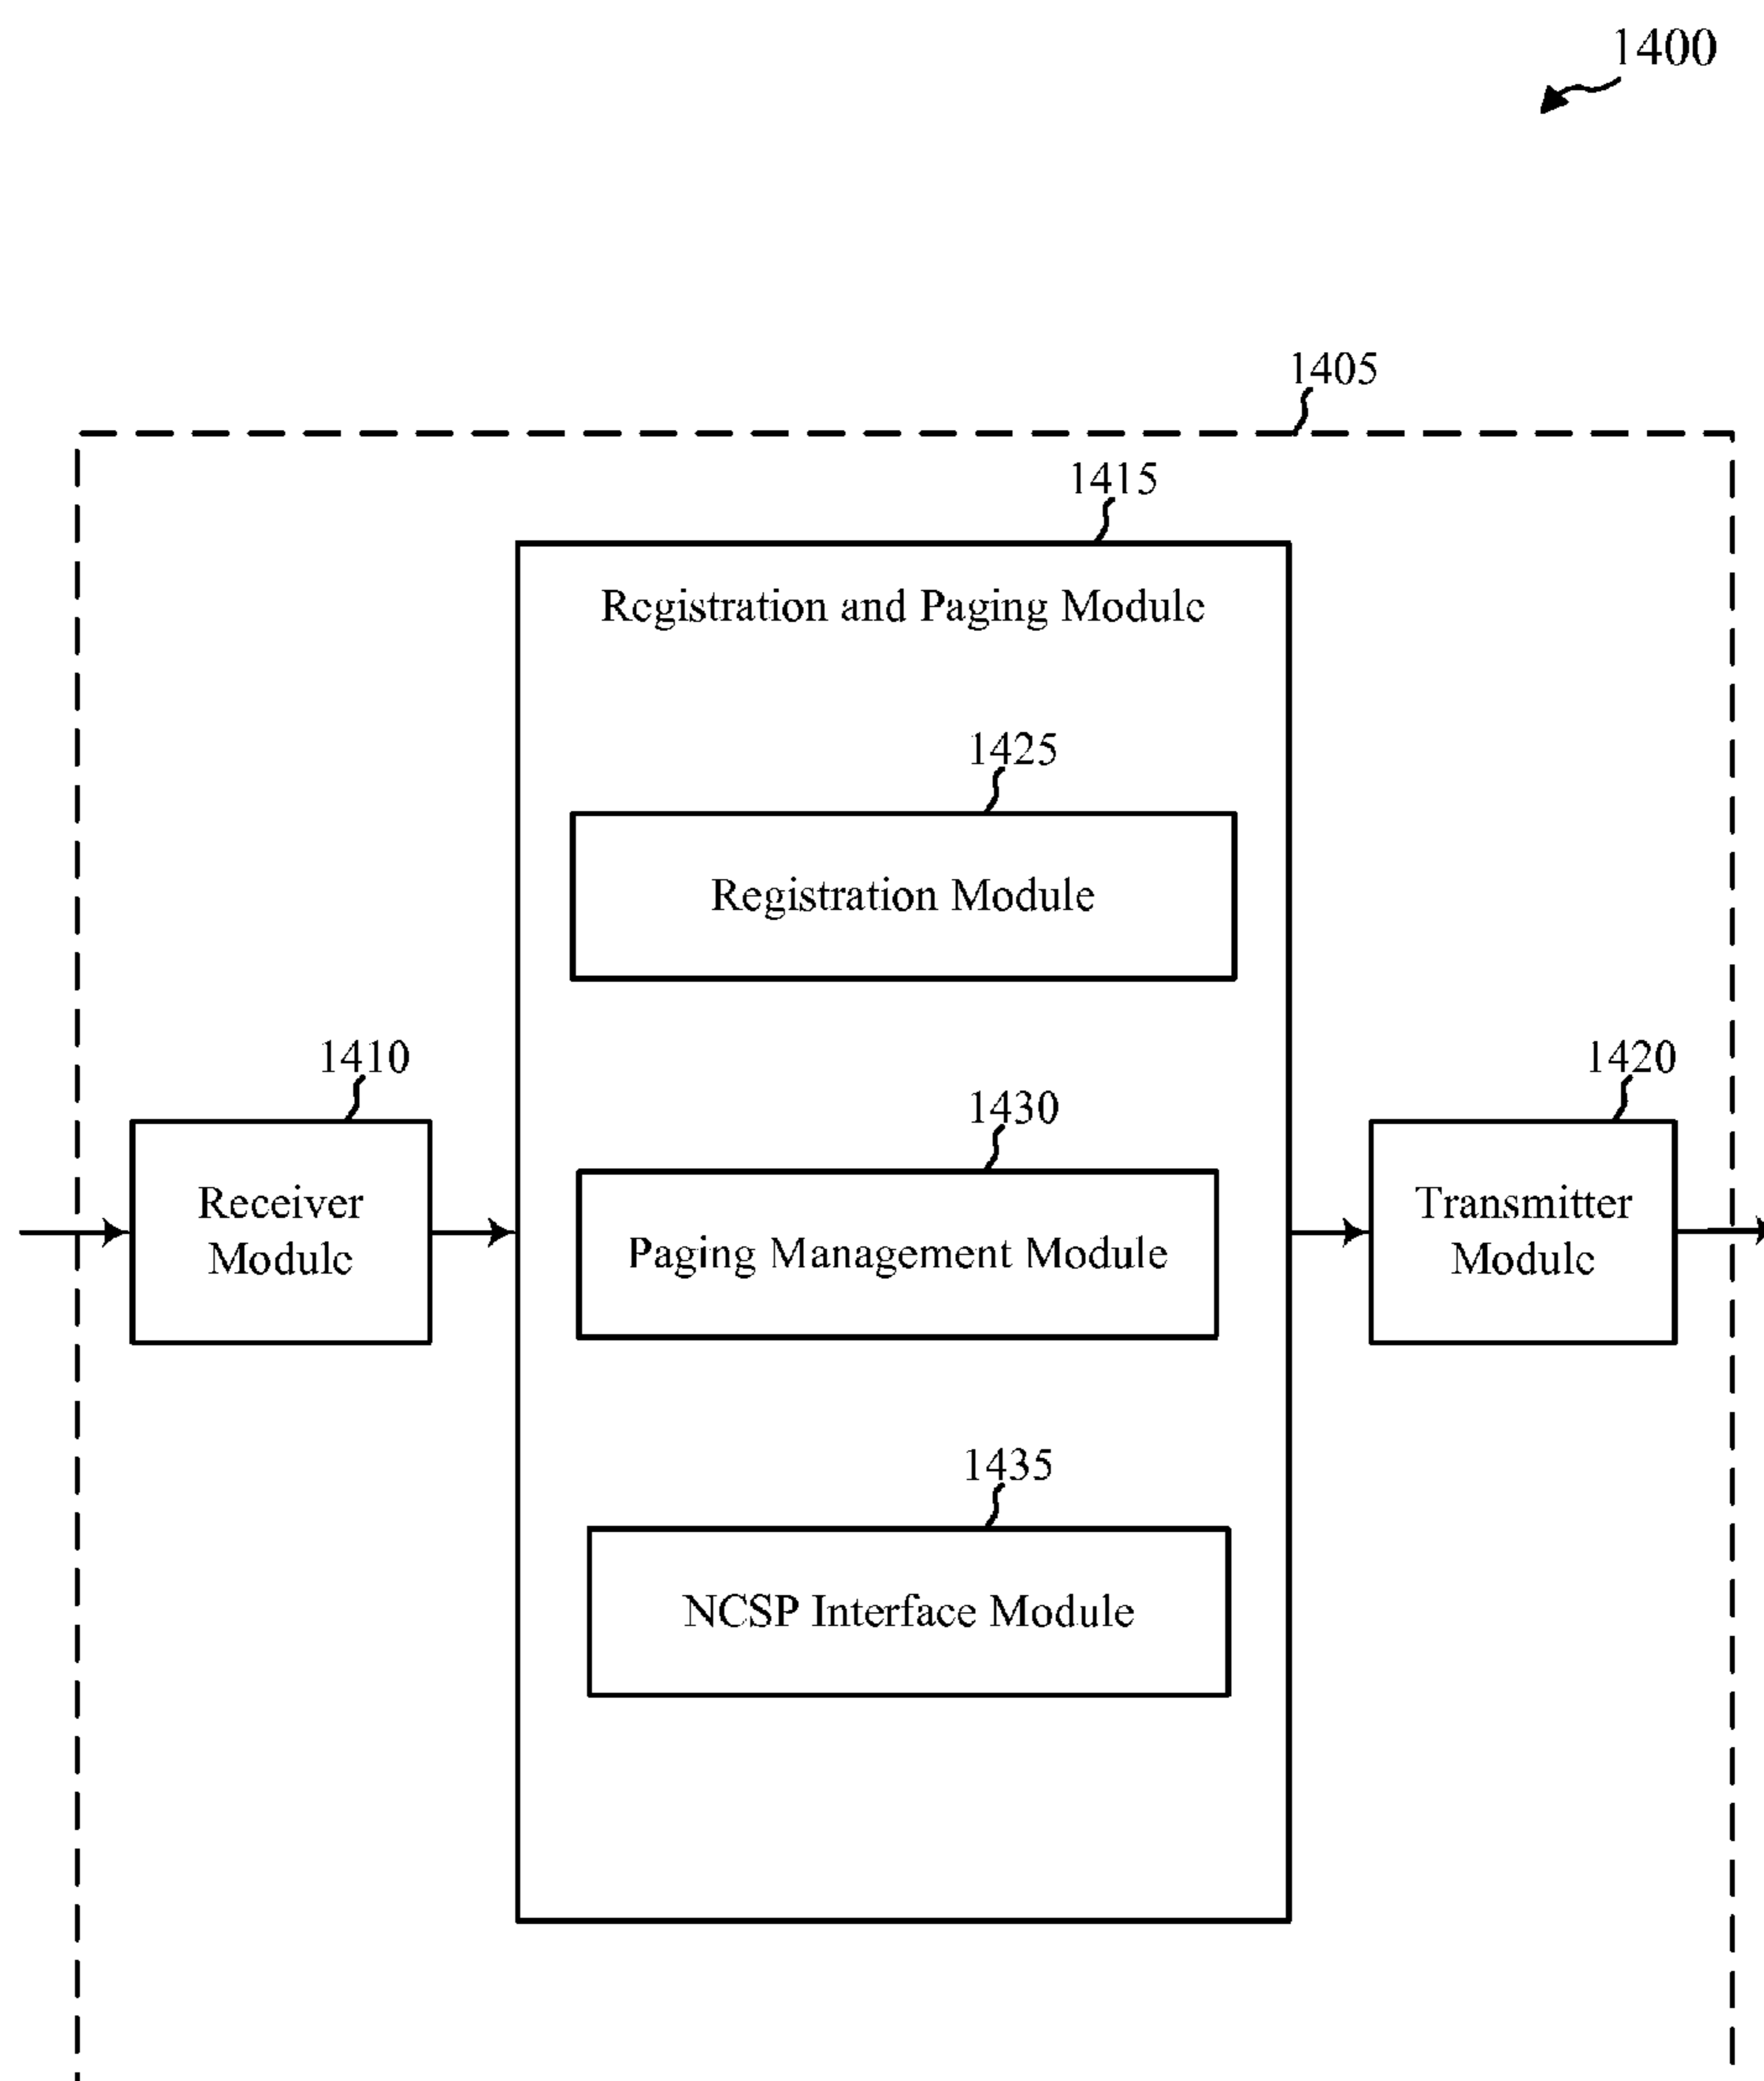 1400
1405
1415
Registration and Paging Module
1425
Registration Module
1410
1420
1430
Receiver
Module
Paging Management Module
Transmitter
Module
1435
NCSP Interface Module